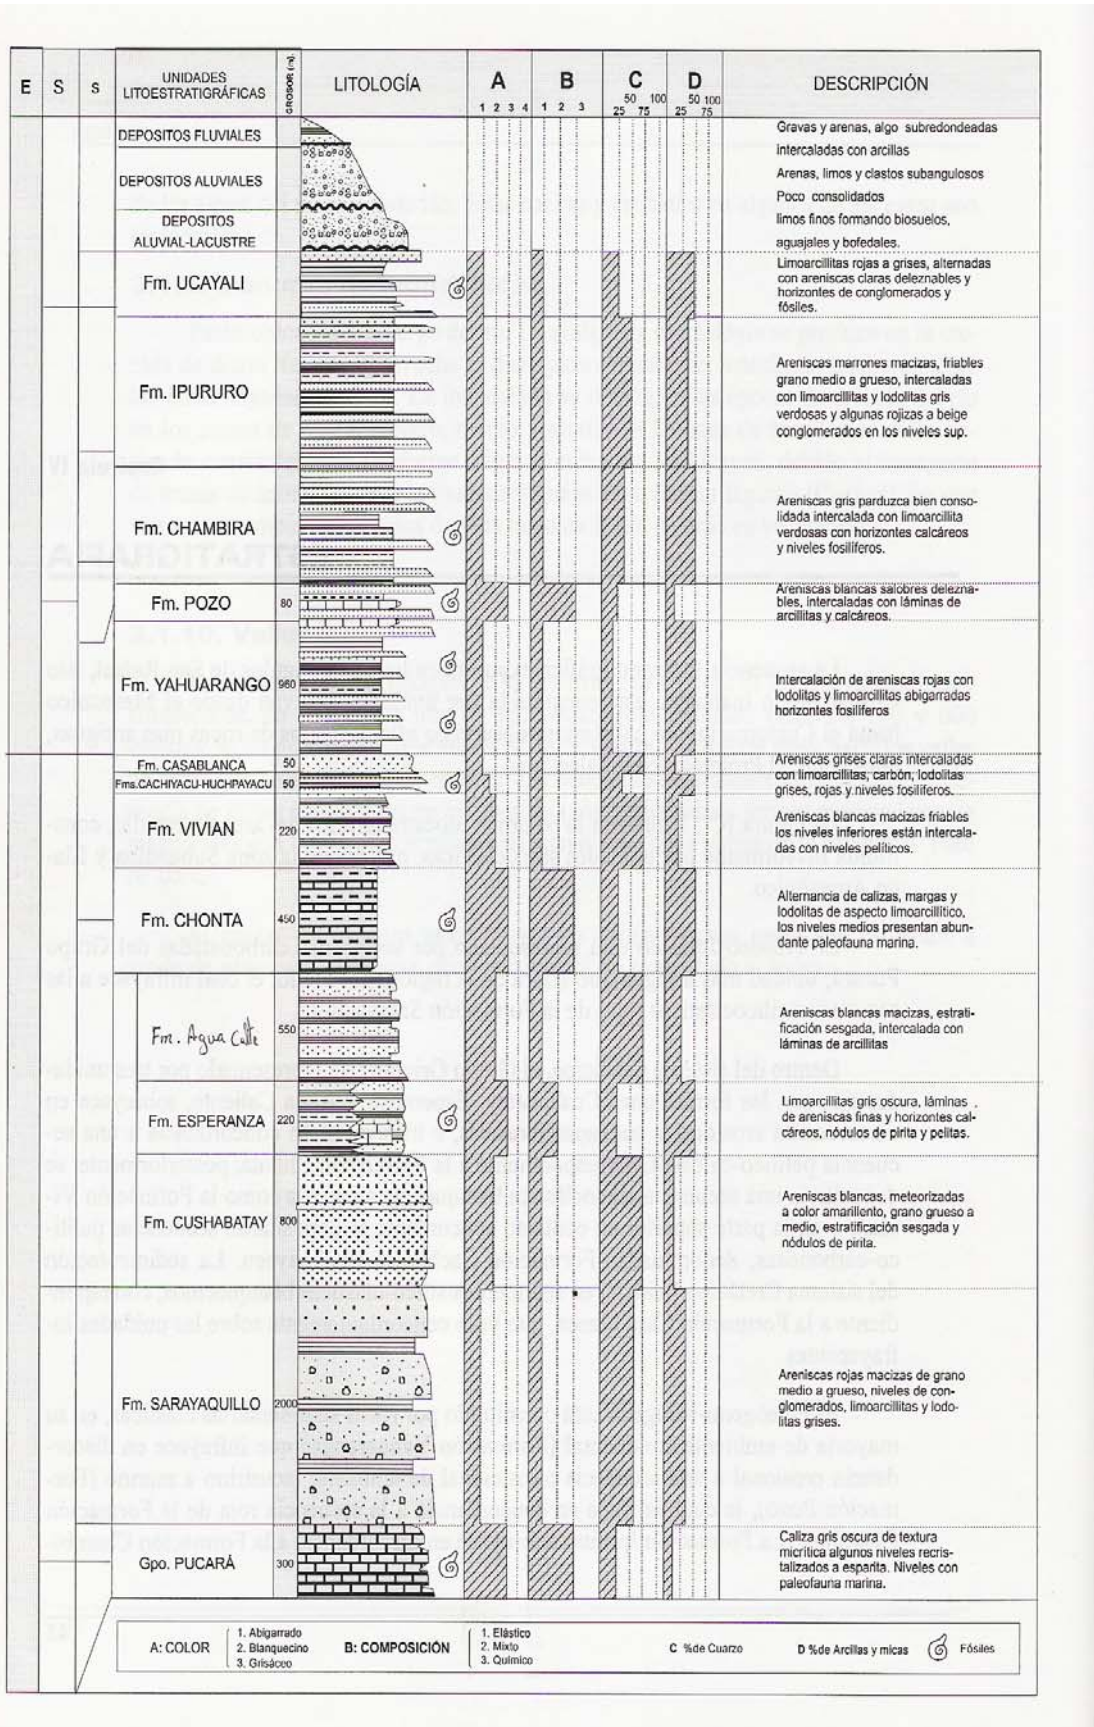 E S s UNIDADES LITOESTRATIGRÁFICAS GROSOR (m). LITOLOGÍA A B C D DESCRIPCIÓN
1 2 3 4 1 2 3 25 50 75 100 25 50 75 100
DEPOSITOS FLUVIALES
Gravas y arenas, algo subredondeadas
intercaladas con arcillas
DEPOSITOS ALUVIALES
Arenas, limos y clastos subangulosos
Poco consolidados
DEPOSITOS
ALUVIAL-LACUSTRE
limos finos formando biosuelos,
aguajales y bofedales.
Fm. UCAYALI
Limoarcillitas rojas a grises, alternadas
con areniscas claras deleznables y
horizontes de conglomerados y
fósiles.
Fm. IPURURO
Areniscas marrones macizas, friables
grano medio a grueso, intercaladas
con limoarcillitas y lodolitas gris
verdosas y algunas rojizas a beige
conglomerados en los niveles sup.
Fm. CHAMBIRA
Areniscas gris parduzca bien conso-
lidada intercalada con limoarcillita
verdosas con horizontes calcáreos
y niveles fosilíferos.
Fm. POZO 80
Areniscas blancas salobres delezna-
bles, intercaladas con láminas de
arcillitas y calcáreos.
Fm. YAHUARANGO 960
Intercalación de areniscas rojas con
lodolitas y limoarcillitas abigarradas
horizontes fosilíferos
Fm. CASABLANCA 50
Fms.CACHIYACU-HUCHPAYACU 50
Areniscas grises claras intercaladas
con limoarcillitas, carbón, lodolitas
grises, rojas y niveles fosilíferos.
Fm. VIVIAN 220
Areniscas blancas macizas friables
los niveles inferiores están intercala-
das con niveles pelíticos.
Fm. CHONTA 450
Alternancia de calizas, margas y
lodolitas de aspecto limoarcillítico,
los niveles medios presentan abun-
dante paleofauna marina.
Fm. Agua Clte 550
Areniscas blancas macizas, estrati-
ficación sesgada, intercalada con
láminas de arcillitas
Fm. ESPERANZA 220
Limoarcillitas gris oscura, láminas
de areniscas finas y horizontes cal-
cáreos, nódulos de pirita y pelitas.
Fm. CUSHABATAY 800
Areniscas blancas, meteorizadas
a color amarillento, grano grueso a
medio, estratificación sesgada y
nódulos de pirita.
Fm. SARAYAQUILLO 2000
Areniscas rojas macizas de grano
medio a grueso, niveles de con-
glomerados, limoarcillitas y lodo-
litas grises.
Gpo. PUCARÁ 300
Caliza gris oscura de textura
micrítica algunos niveles recris-
talizados a esparita. Niveles con
paleofauna marina.
A: COLOR
1. Abigarrado
2. Blanquecino
3. Grisáceo
B: COMPOSICIÓN
1. Elástico
2. Mixto
3. Químico
C %de Cuarzo
D %de Arcillas y micas
Fósiles